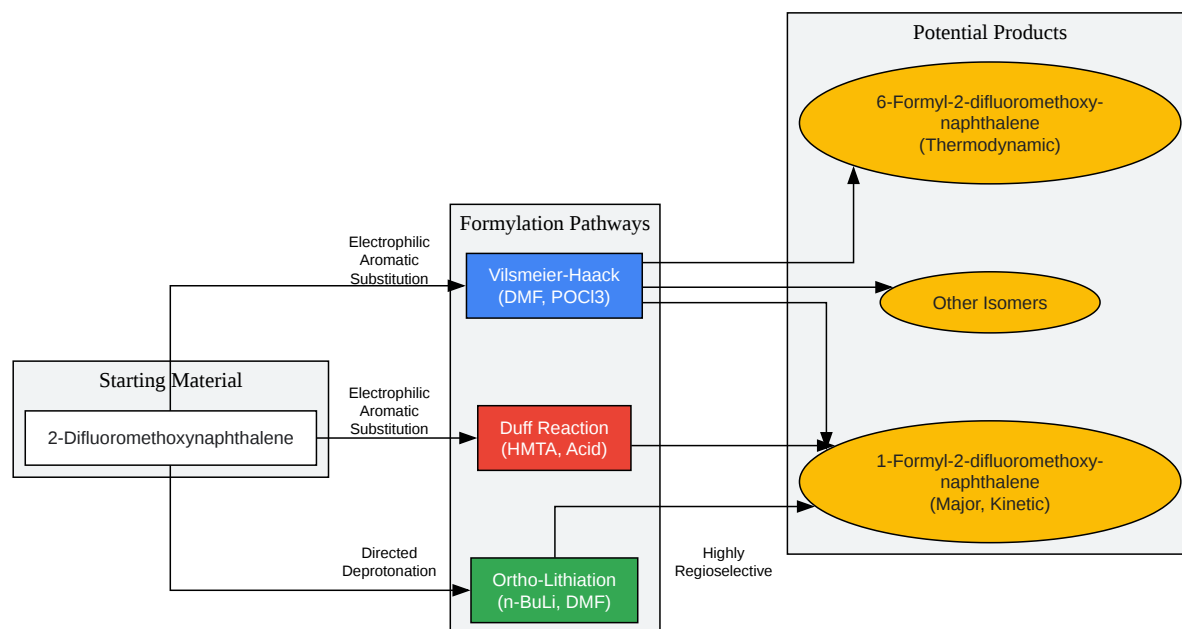 Starting Material
2-Difluoromethoxynaphthalene
Electrophilic
Aromatic
Substitution
Electrophilic
Aromatic
Substitution
Directed
Deprotonation
Formylation Pathways
Vilsmeier-Haack
(DMF, POCl3)
Duff Reaction
(HMTA, Acid)
Ortho-Lithiation
(n-BuLi, DMF)
Highly
Regioselective
Potential Products
6-Formyl-2-difluoromethoxy-
naphthalene
(Thermodynamic)
Other Isomers
1-Formyl-2-difluoromethoxy-
naphthalene
(Major, Kinetic)